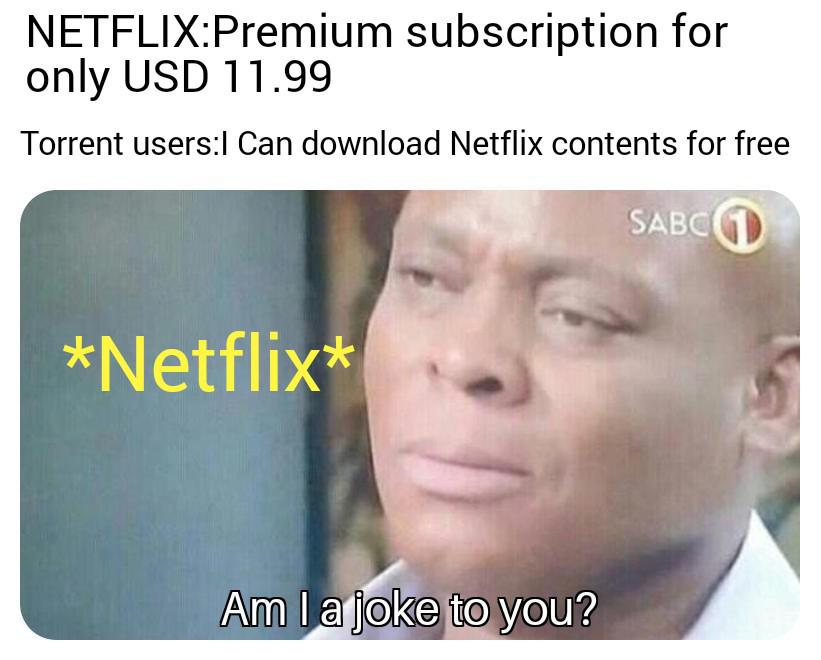 NETFLIX:Premium subscription for
only USD 11.99
Torrent users:I Can download Netflix contents for free
SABC 1
*Netflix*
Am I a joke to you?